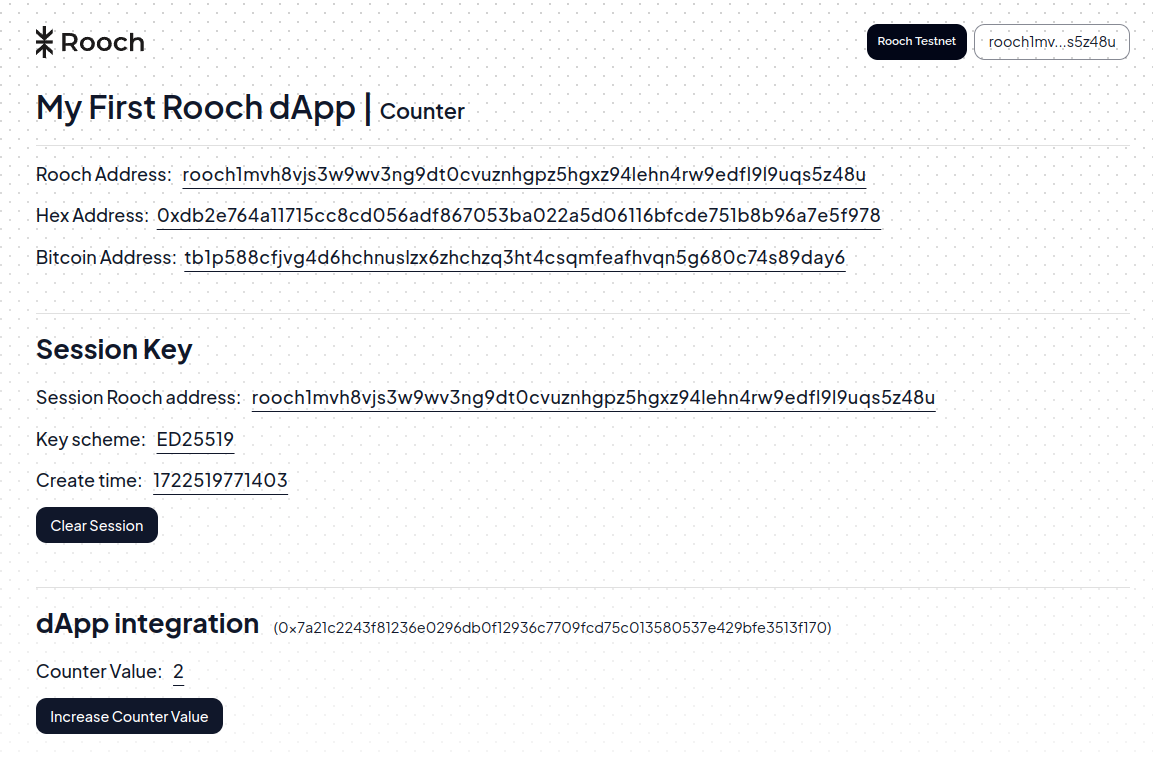 Rooch
Rooch Testnet
rooch1mv...s5z48u
My First Rooch dApp | Counter
Rooch Address: rooch1mvh8vjs3w9wv3ng9dt0cvuznhgpz5hgxz94lehn4rw9edfl9l9uqs5z48u
Hex Address: 0xdb2e764a11715cc8cd056adf867053ba022a5d06116bfcde751b8b96a7e5f978
Bitcoin Address: tb1p588cfjvg4d6hchnuslzx6zhchzq3ht4csqmfeafhvqn5g680c74s89day6
Session Key
Session Rooch address: rooch1mvh8vjs3w9wv3ng9dt0cvuznhgpz5hgxz94lehn4rw9edfl9l9uqs5z48u
Key scheme: ED25519
Create time: 1722519771403
Clear Session
dApp integration (0x7a21c2243f81236e0296db0f12936c7709fcd75c013580537e429bfe3513f170)
Counter Value: 2
Increase Counter Value